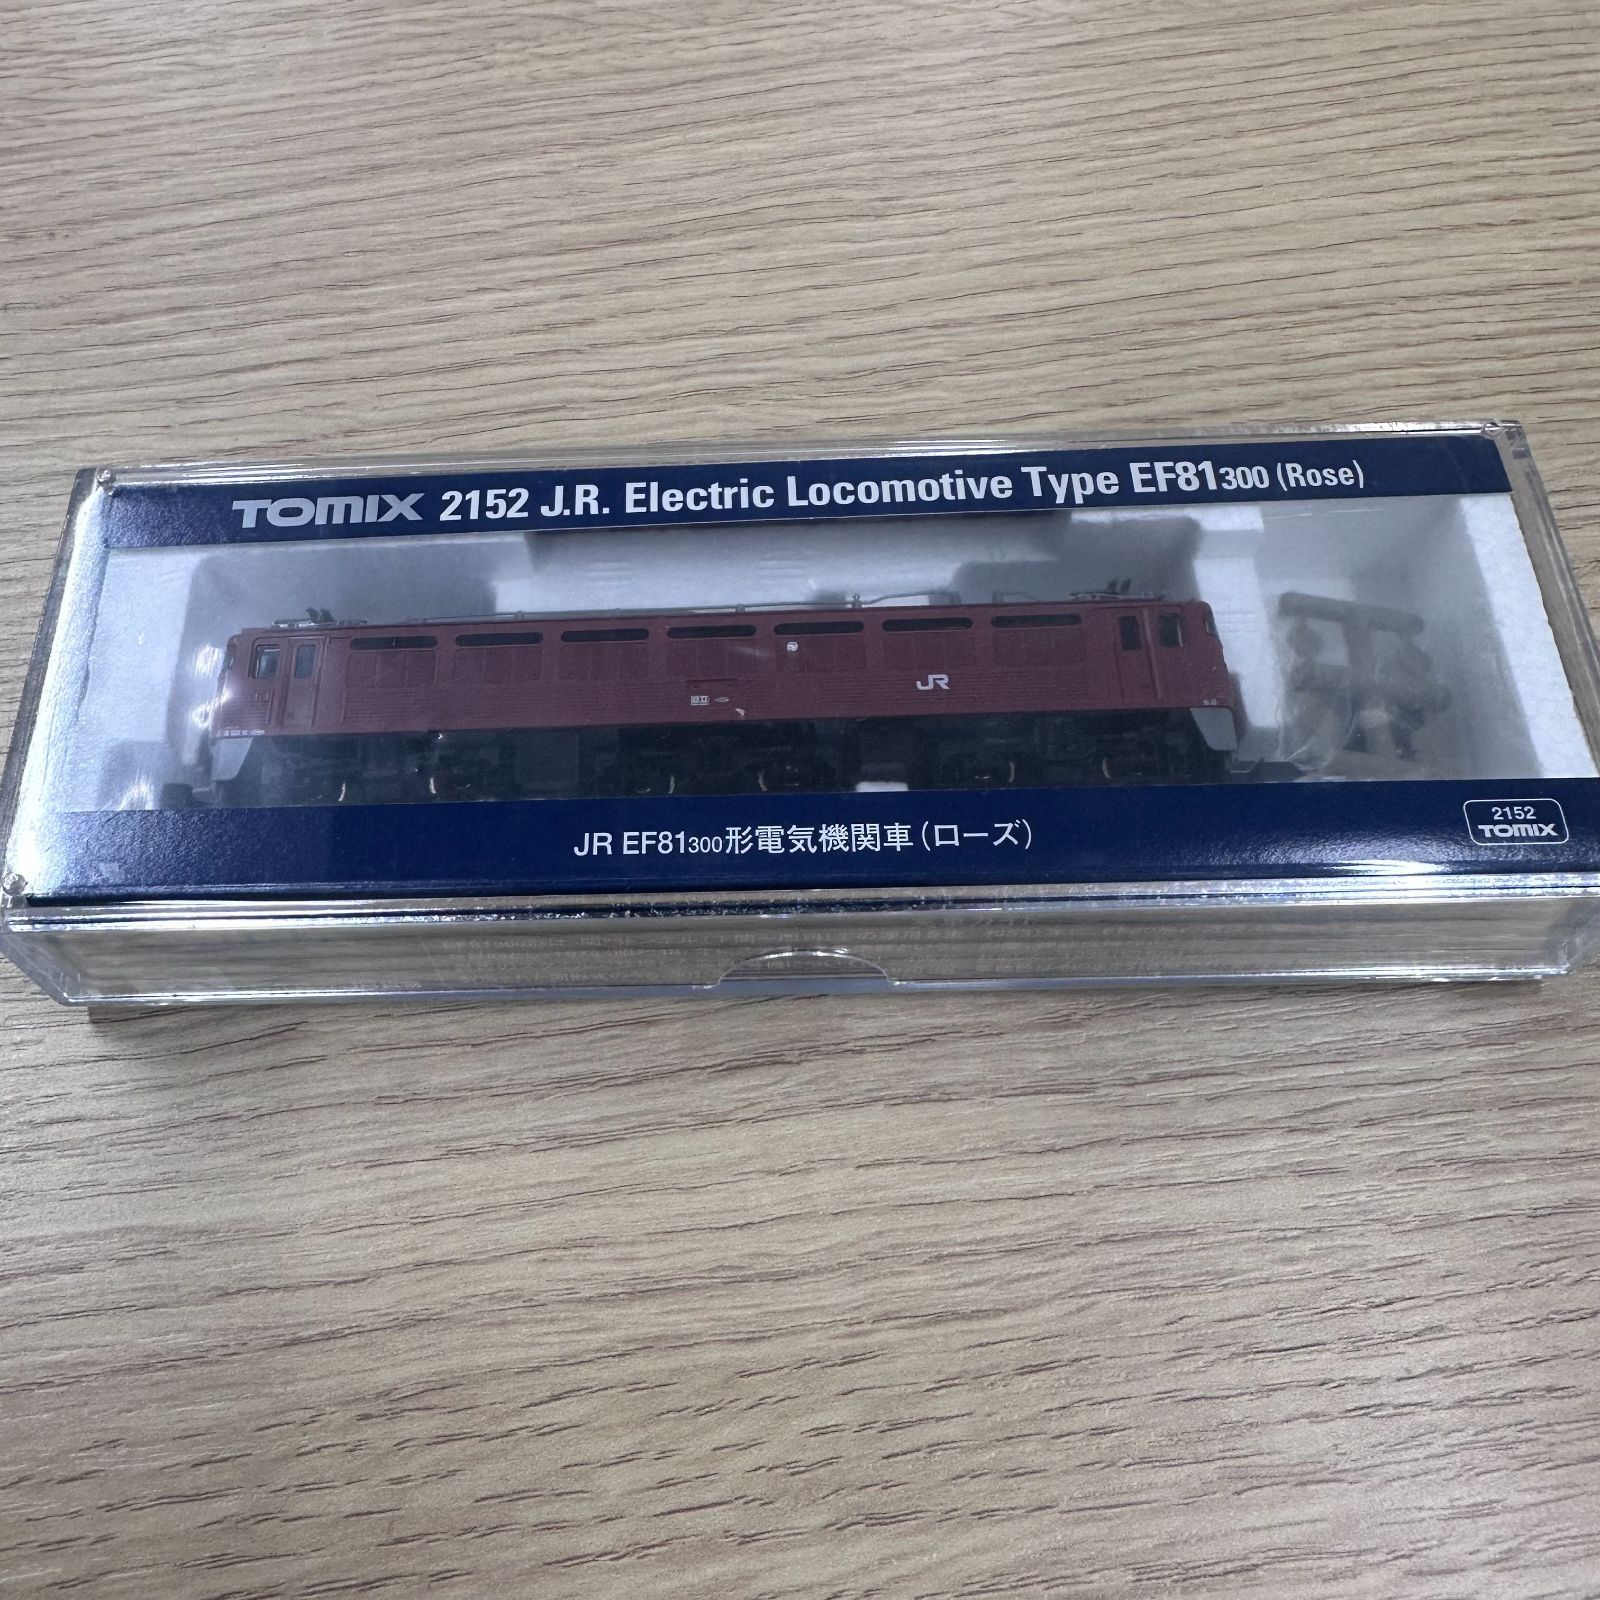 TOMIX 2152 J.R. Electric Locomotive Type EF81300 (Rose)
JR
JR EF81300形電気機関車(ローズ)
2152
TOMIX